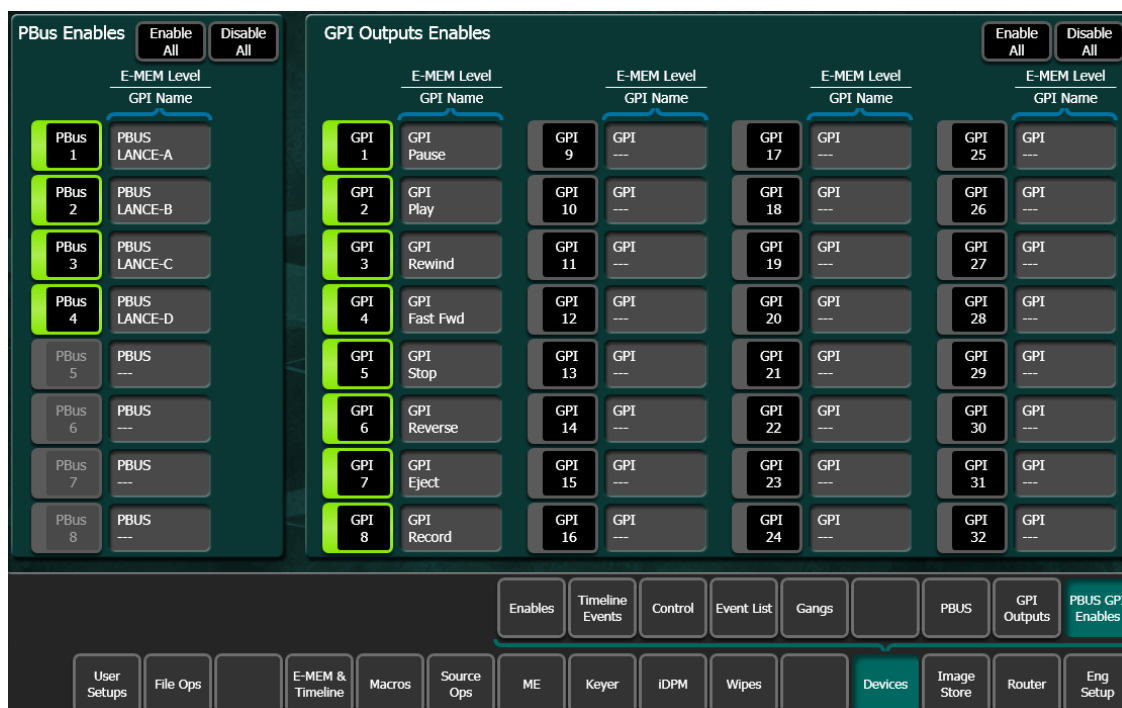 PBus Enables
Enable
All
Disable
All
E-MEM Level
GPI Name
PBus
1
PBUS
LANCE-A
PBus
2
PBUS
LANCE-B
PBus
3
PBUS
LANCE-C
PBus
4
PBUS
LANCE-D
PBus
5
PBUS
---
PBus
6
PBUS
---
PBus
7
PBUS
---
PBus
8
PBUS
---
GPI Outputs Enables
Enable
All
Disable
All
E-MEM Level
GPI Name
GPI
1
GPI
Pause
GPI
2
GPI
Play
GPI
3
GPI
Rewind
GPI
4
GPI
Fast Fwd
GPI
5
GPI
Stop
GPI
6
GPI
Reverse
GPI
7
GPI
Eject
GPI
8
GPI
Record
E-MEM Level
GPI Name
GPI
9
GPI
---
GPI
10
GPI
---
GPI
11
GPI
---
GPI
12
GPI
---
GPI
13
GPI
---
GPI
14
GPI
---
GPI
15
GPI
---
GPI
16
GPI
---
E-MEM Level
GPI Name
GPI
17
GPI
---
GPI
18
GPI
---
GPI
19
GPI
---
GPI
20
GPI
---
GPI
21
GPI
---
GPI
22
GPI
---
GPI
23
GPI
---
GPI
24
GPI
---
E-MEM Level
GPI Name
GPI
25
GPI
---
GPI
26
GPI
---
GPI
27
GPI
---
GPI
28
GPI
---
GPI
29
GPI
---
GPI
30
GPI
---
GPI
31
GPI
---
GPI
32
GPI
---
Enables
Timeline
Events
Control
Event List
Gangs
PBUS
GPI
Outputs
PBUS GPI
Enables
User
Setups
File Ops
E-MEM &
Timeline
Macros
Source
Ops
ME
Keyer
iDPM
Wipes
Devices
Image
Store
Router
Eng
Setup